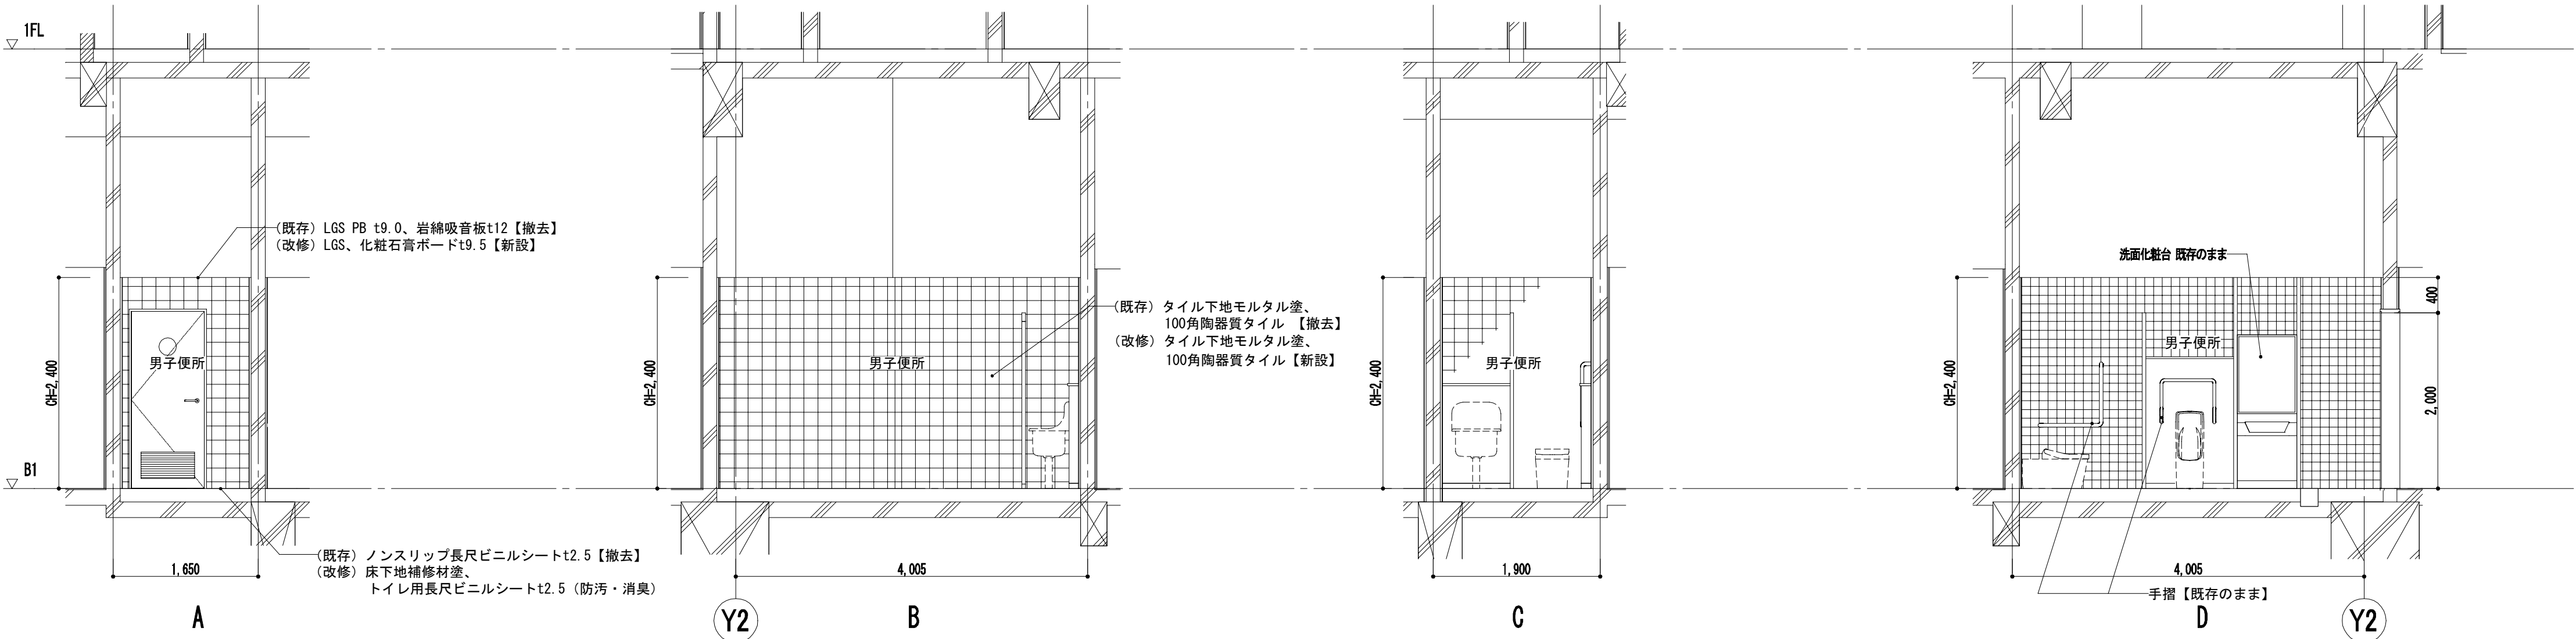 1FL
(既存) LGS PB t9.0、岩綿吸音板t12【撤去】
(改修) LGS、化粧石膏ボードt9.5【新設】
CH=2,400
男子便所
B1
(既存) ノンスリップ長尺ビニルシートt2.5【撤去】
(改修) 床下地補修材塗、
トイレ用長尺ビニルシートt2.5 (防汚・消臭)
1,650
A
CH=2,400
男子便所
(既存) タイル下地モルタル塗、
100角陶器質タイル 【撤去】
(改修) タイル下地モルタル塗、
100角陶器質タイル【新設】
4,005
Y2
B
CH=2,400
男子便所
1,900
C
洗面化粧台 既存のまま
CH=2,400
男子便所
400
2,000
4,005
手摺【既存のまま】
D
Y2